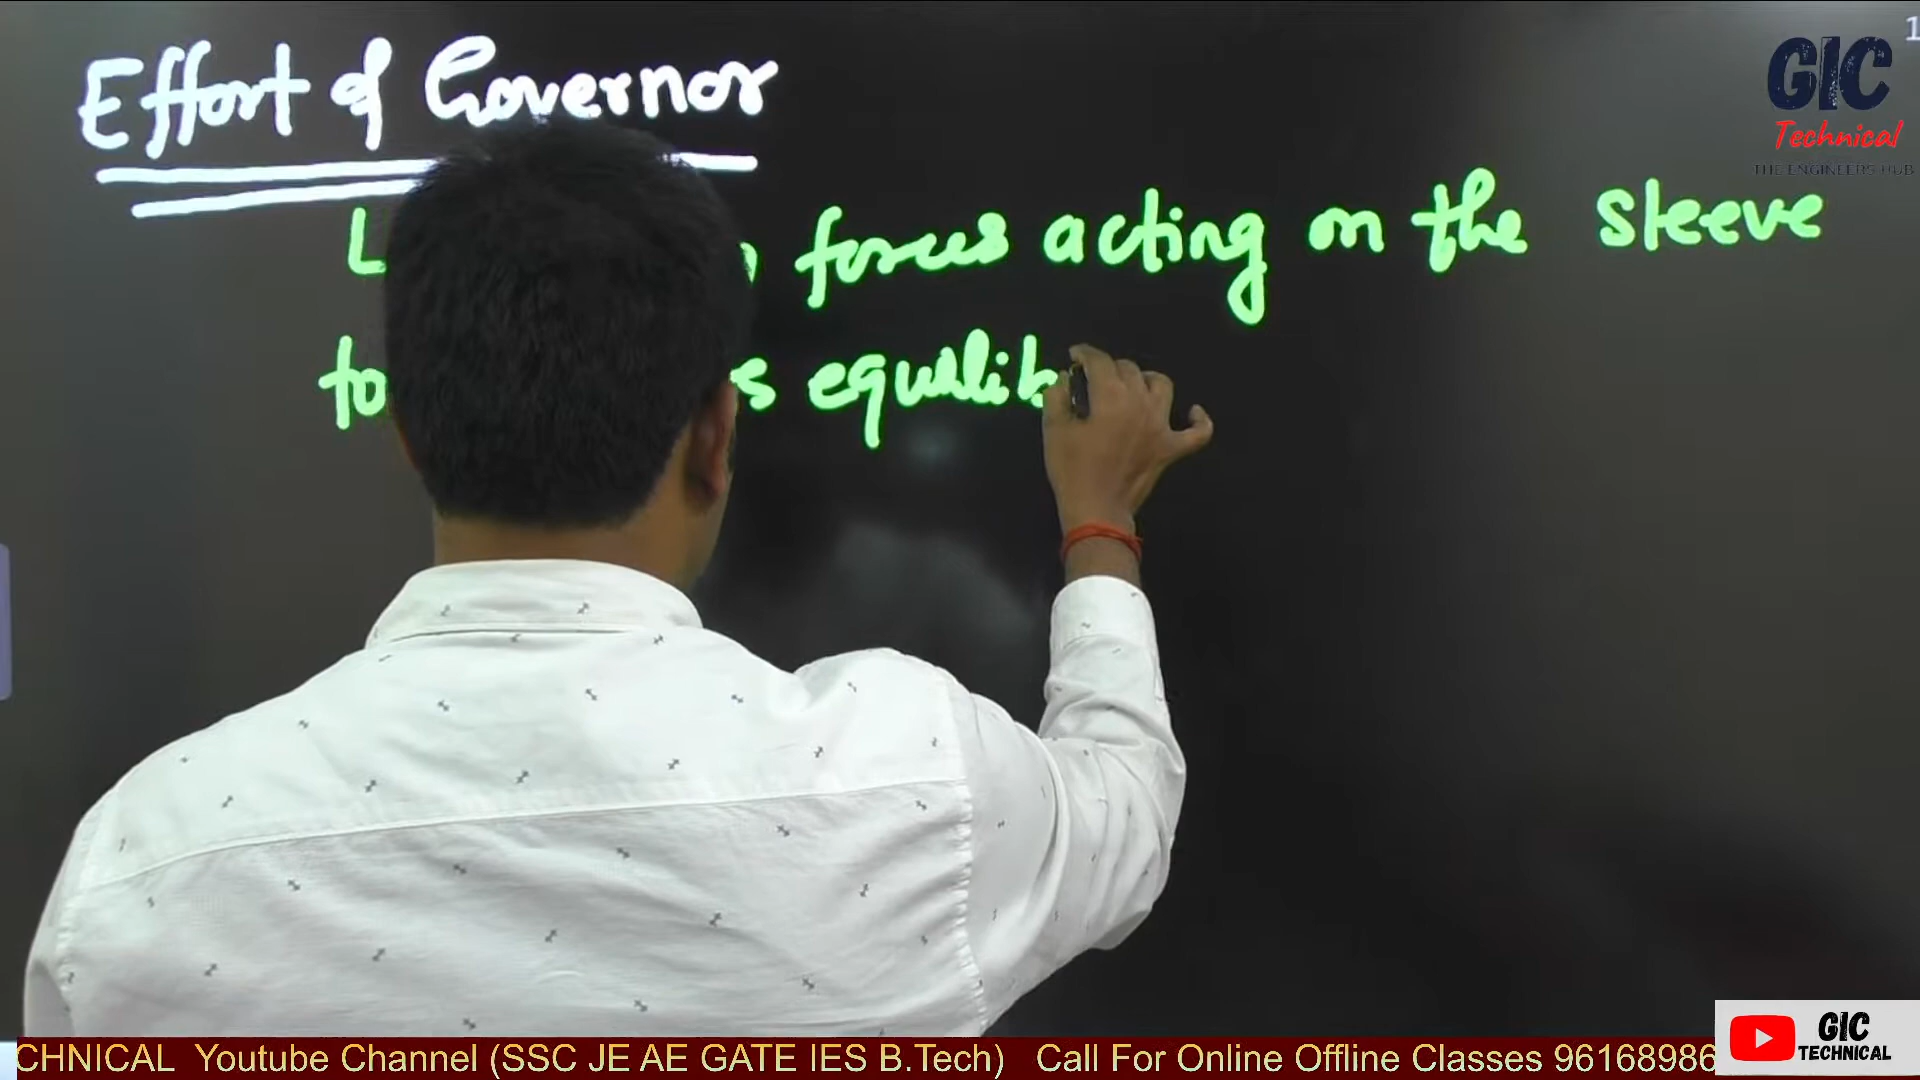 Effort of Governor
forces acting on the sleeve
to equilib
1
GIC
Technical
THE ENGINEERS HUB
CHNICAL Youtube Channel (SSC JE AE GATE IES B.Tech) Call For Online Offline Classes 96168986
GIC
TECHNICAL